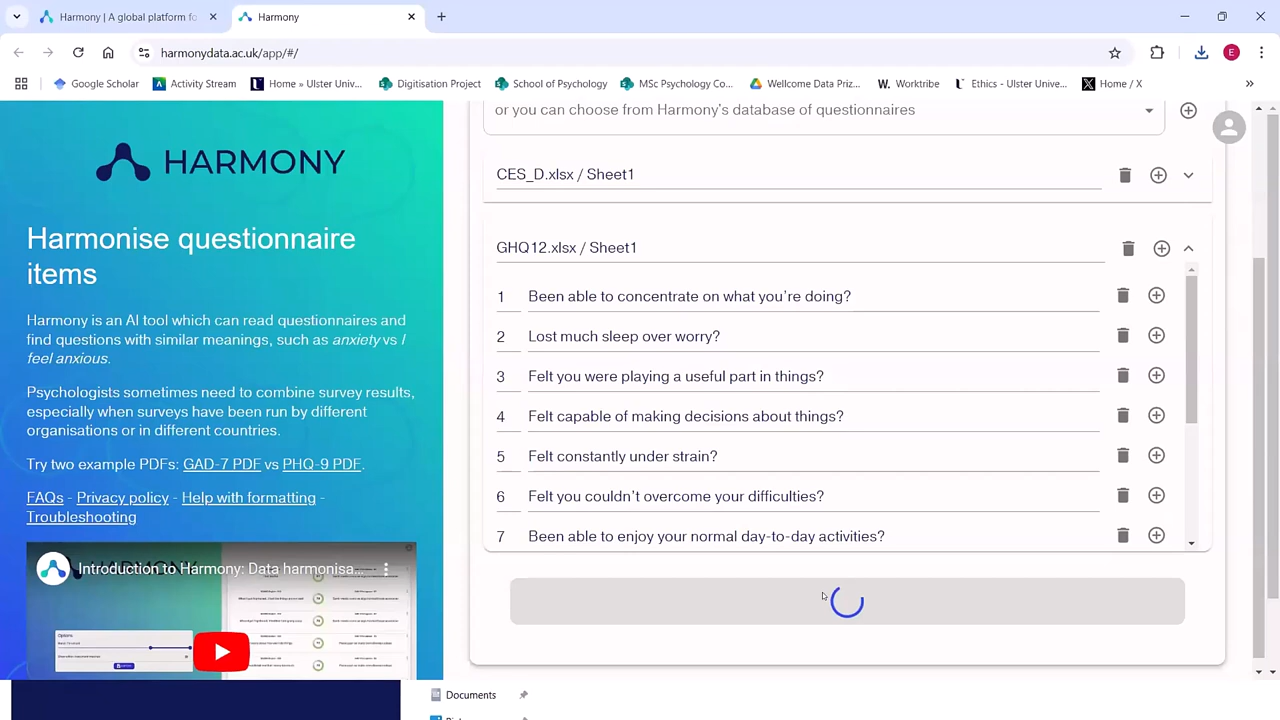 Harmony | A global platform fo
Harmony
harmonydata.ac.uk/app/#/
E
Google Scholar
Activity Stream
Home » Ulster Univ...
Digitisation Project
School of Psychology
MSc Psychology Co...
Wellcome Data Priz...
W. Worktribe
Ethics - Ulster Unive...
Home / X
HARMONY
Harmonise questionnaire
items
Harmony is an AI tool which can read questionnaires and
find questions with similar meanings, such as anxiety vs I
feel anxious.
Psychologists sometimes need to combine survey results,
especially when surveys have been run by different
organisations or in different countries.
Try two example PDFs: GAD-7 PDF vs PHQ-9 PDF.
FAQs - Privacy policy - Help with formatting -
Troubleshooting
Introduction to Harmony: Data harmonisa...
Options
or you can choose from Harmony's database of questionnaires
CES_D.xlsx / Sheet1
GHQ12.xlsx / Sheet1
1 Been able to concentrate on what you're doing?
2 Lost much sleep over worry?
3 Felt you were playing a useful part in things?
4 Felt capable of making decisions about things?
5 Felt constantly under strain?
6 Felt you couldn't overcome your difficulties?
7 Been able to enjoy your normal day-to-day activities?
Documents